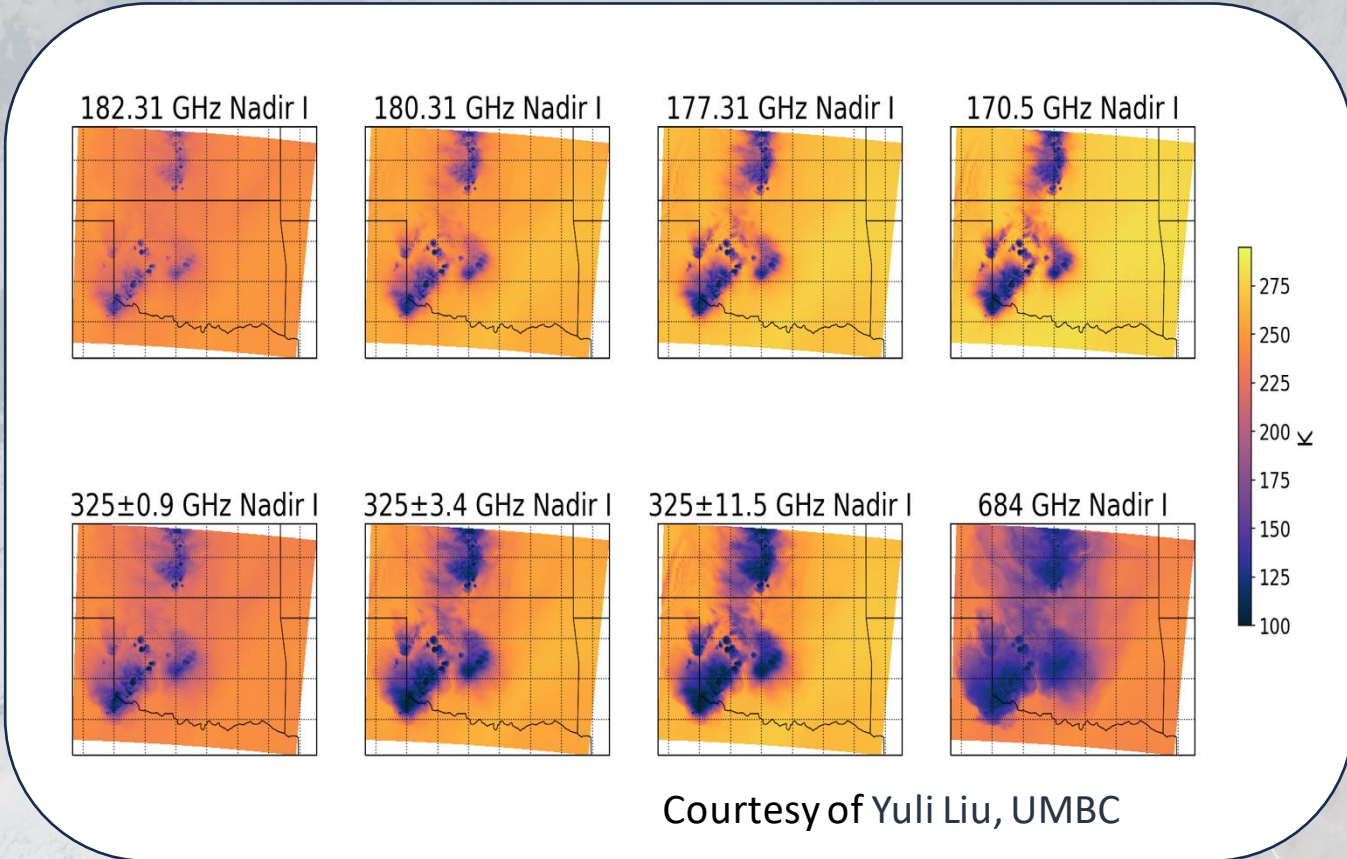 182.31 GHz Nadir I
180.31 GHz Nadir I
177.31 GHz Nadir I
170.5 GHz Nadir I
275
250
225
200
175
150
125
100
K
325±0.9 GHz Nadir I
325±3.4 GHz Nadir I
325±11.5 GHz Nadir I
684 GHz Nadir I
Courtesy of Yuli Liu, UMBC